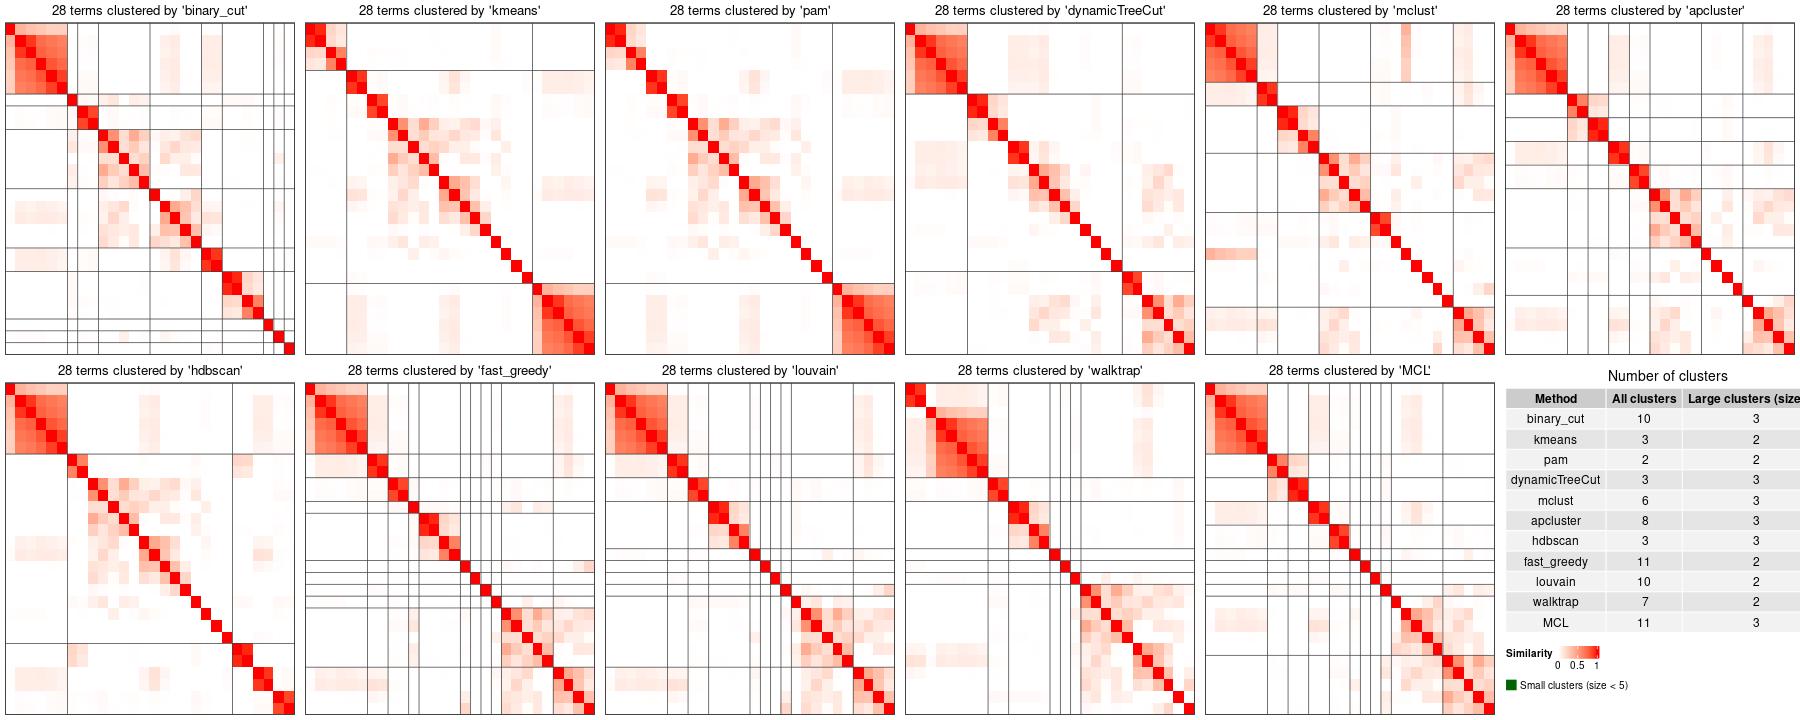 28 terms clustered by 'binary_cut'
28 terms clustered by 'kmeans'
28 terms clustered by 'pam'
28 terms clustered by 'dynamicTreeCut'
28 terms clustered by 'mclust'
28 terms clustered by 'apcluster'
28 terms clustered by 'hdbscan'
28 terms clustered by 'fast_greedy'
28 terms clustered by 'louvain'
28 terms clustered by 'walktrap'
28 terms clustered by 'MCL'
Number of clusters
Method All clusters Large clusters (size
binary_cut 10 3
kmeans 3 2
pam 2 2
dynamicTreeCut 3 3
mclust 6 3
apcluster 8 3
hdbscan 3 3
fast_greedy 11 2
louvain 10 2
walktrap 7 2
MCL 11 3
Similarity
0 0.5 1
Small clusters (size < 5)